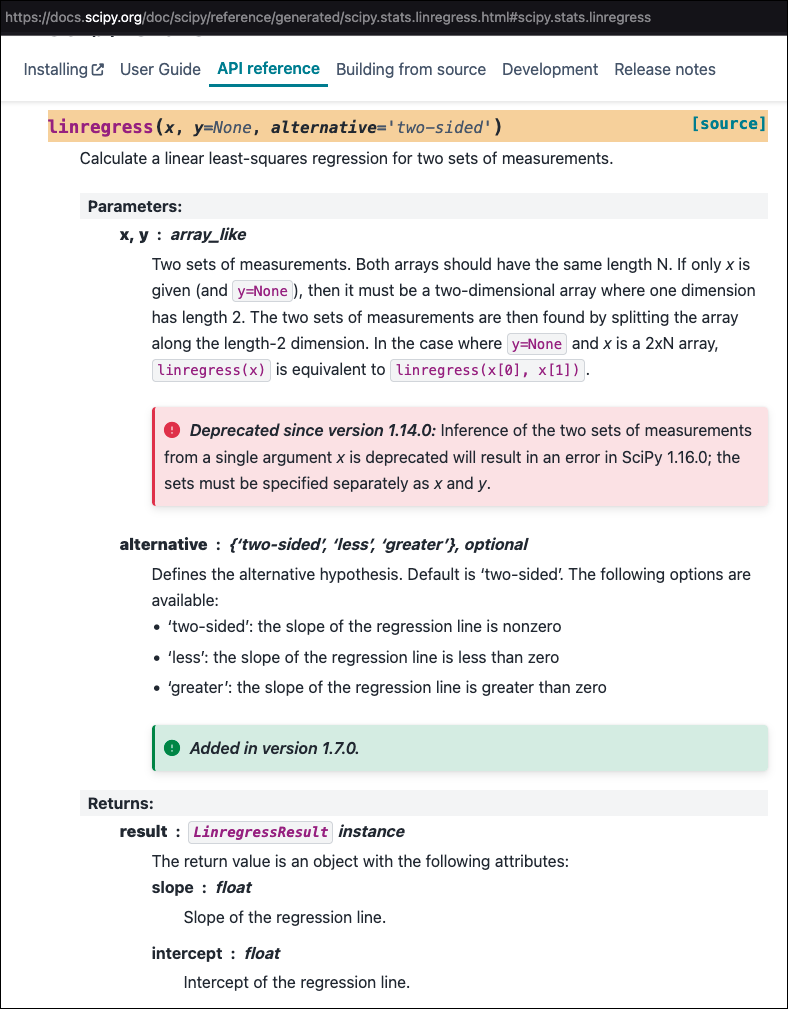 https://docs.scipy.org/doc/scipy/reference/generated/scipy.stats.linregress.html#scipy.stats.linregress
Installing User Guide API reference Building from source Development Release notes
linregress(x, y=None, alternative='two-sided') [source]
Calculate a linear least-squares regression for two sets of measurements.
Parameters:
x, y : array_like
Two sets of measurements. Both arrays should have the same length N. If only x is
given (and y=None), then it must be a two-dimensional array where one dimension
has length 2. The two sets of measurements are then found by splitting the array
along the length-2 dimension. In the case where y=None and x is a 2xN array,
linregress(x) is equivalent to linregress(x[0], x[1]).
Deprecated since version 1.14.0: Inference of the two sets of measurements
from a single argument x is deprecated will result in an error in SciPy 1.16.0; the
sets must be specified separately as x and y.
alternative : {‘two-sided’, ‘less’, ‘greater’}, optional
Defines the alternative hypothesis. Default is ‘two-sided’. The following options are
available:
• ‘two-sided’: the slope of the regression line is nonzero
• ‘less’: the slope of the regression line is less than zero
• ‘greater’: the slope of the regression line is greater than zero
Added in version 1.7.0.
Returns:
result : LinregressResult instance
The return value is an object with the following attributes:
slope : float
Slope of the regression line.
intercept : float
Intercept of the regression line.